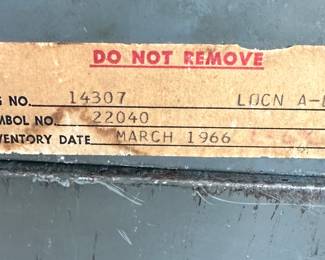 DO NOT REMOVE
G NO. 14307 LOCN A-
MBOL NO. 22040
VENTORY DATE MARCH 1966